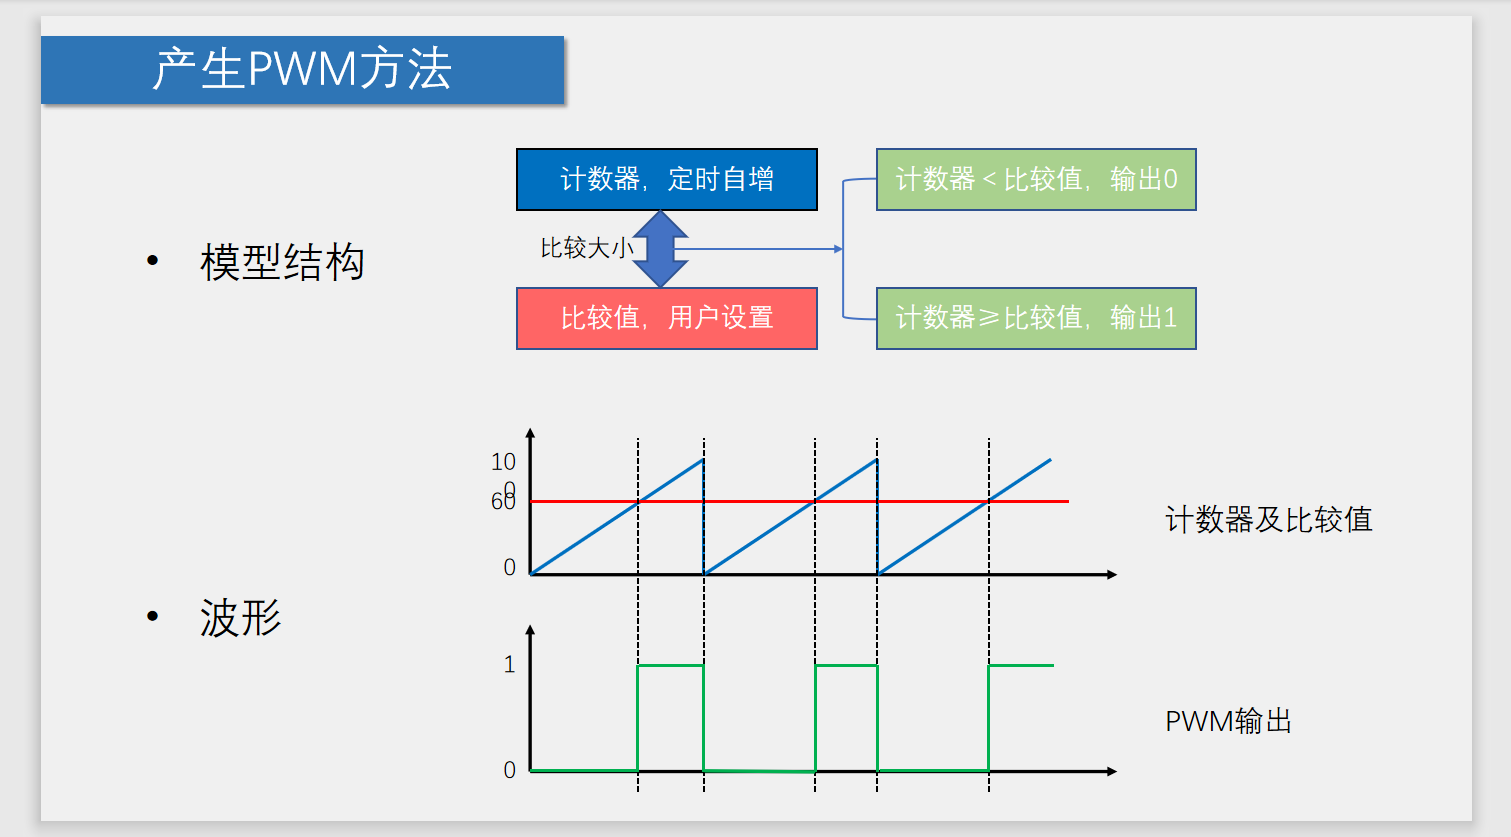 产生PWM方法
• 模型结构
计数器，定时自增
比较大小
比较值，用户设置
计数器＜比较值，输出0
计数器≥比较值，输出1
• 波形
10
0
60
0
计数器及比较值
1
0
PWM输出